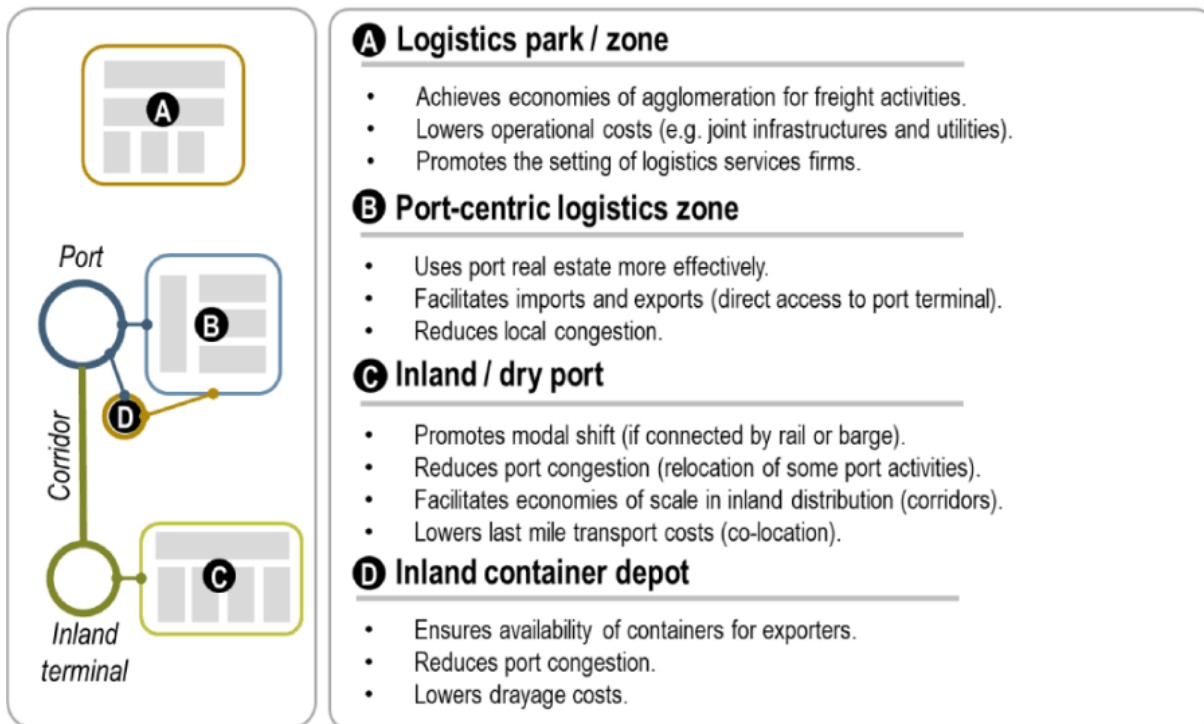 A
Port
B
D
Corridor
C
Inland
terminal
A Logistics park / zone
• Achieves economies of agglomeration for freight activities.
• Lowers operational costs (e.g. joint infrastructures and utilities).
• Promotes the setting of logistics services firms.
B Port-centric logistics zone
• Uses port real estate more effectively.
• Facilitates imports and exports (direct access to port terminal).
• Reduces local congestion.
C Inland / dry port
• Promotes modal shift (if connected by rail or barge).
• Reduces port congestion (relocation of some port activities).
• Facilitates economies of scale in inland distribution (corridors).
• Lowers last mile transport costs (co-location).
D Inland container depot
• Ensures availability of containers for exporters.
• Reduces port congestion.
• Lowers drayage costs.